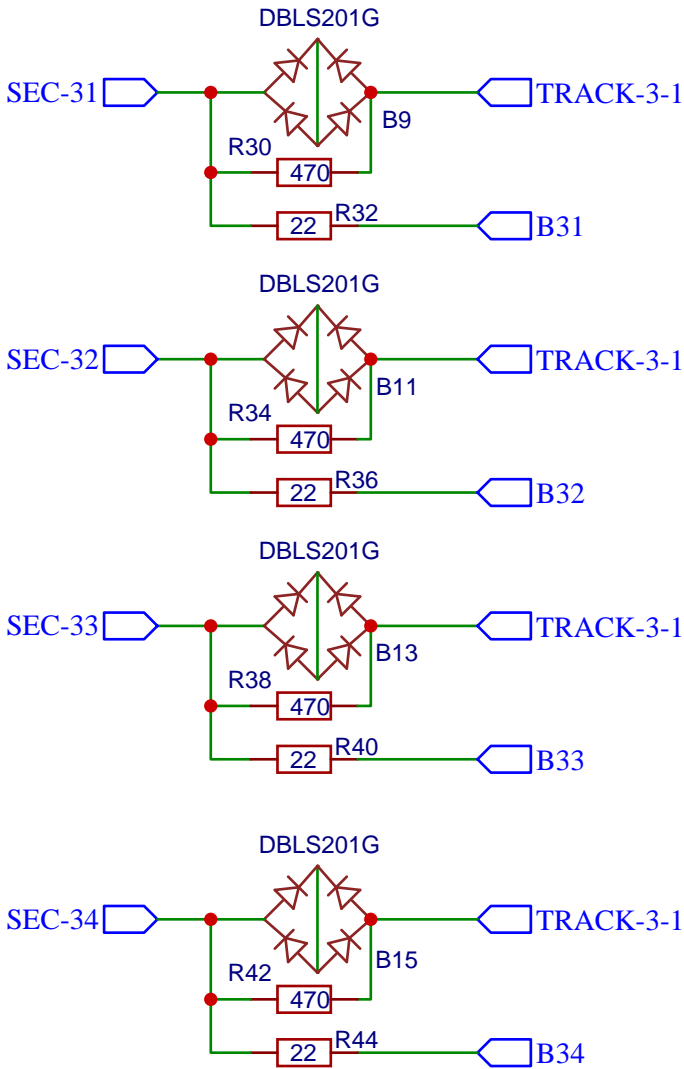 DBLS201G
SEC-31
TRACK-3-1
B9
R30
470
R32
22
B31
DBLS201G
SEC-32
TRACK-3-1
B11
R34
470
R36
22
B32
DBLS201G
SEC-33
TRACK-3-1
B13
R38
470
R40
22
B33
DBLS201G
SEC-34
TRACK-3-1
B15
R42
470
R44
22
B34